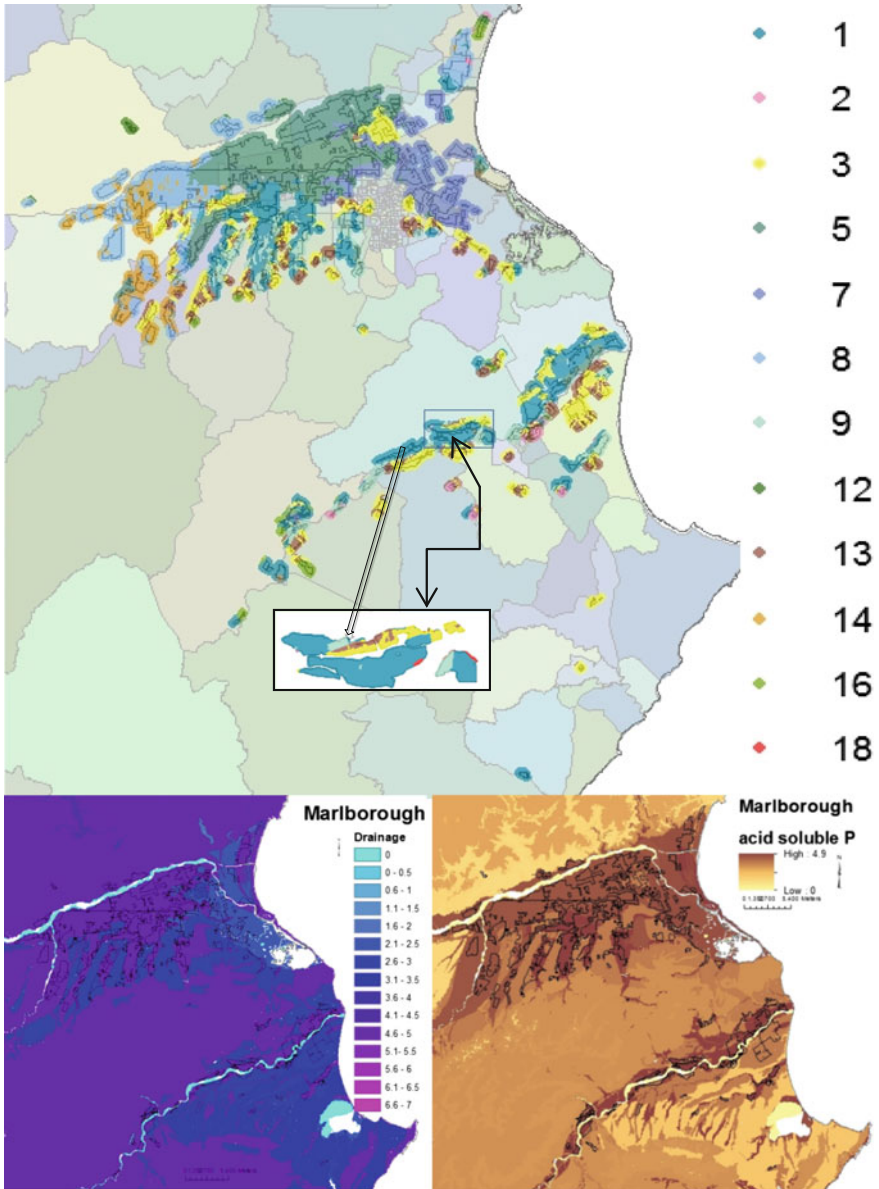 1
2
3
5
7
8
9
12
13
14
16
18
Marlborough
Drainage
0
0 - 0.5
0.6 - 1
1.1 - 1.5
1.6 - 2
2.1 - 2.5
2.6 - 3
3.1 - 3.5
3.6 - 4
4.1 - 4.5
4.6 - 5
5.1- 5.5
5.6 - 6
6.1 - 6.5
6.6 - 7
Marlborough
acid soluble P
High : 4.9
Low : 0
Meters